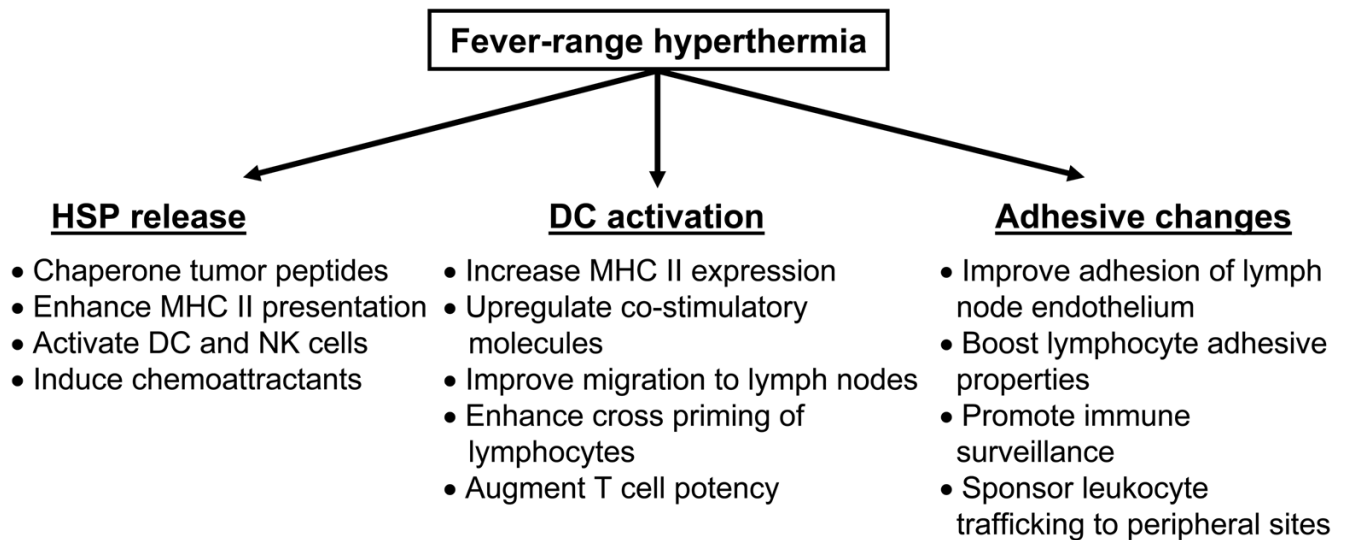 Fever-range hyperthermia
HSP release
• Chaperone tumor peptides
• Enhance MHC II presentation
• Activate DC and NK cells
• Induce chemoattractants
DC activation
• Increase MHC II expression
• Upregulate co-stimulatory
molecules
• Improve migration to lymph nodes
• Enhance cross priming of
lymphocytes
• Augment T cell potency
Adhesive changes
• Improve adhesion of lymph
node endothelium
• Boost lymphocyte adhesive
properties
• Promote immune
surveillance
• Sponsor leukocyte
trafficking to peripheral sites